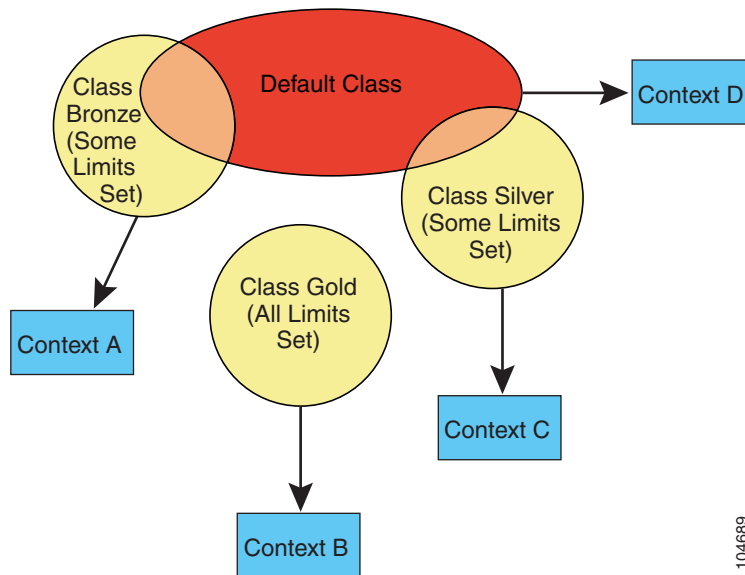 Default Class
Class
Bronze
(Some
Limits
Set)
Context D
Class Silver
(Some Limits
Set)
Class Gold
(All Limits
Set)
Context A
Context C
Context B
104689